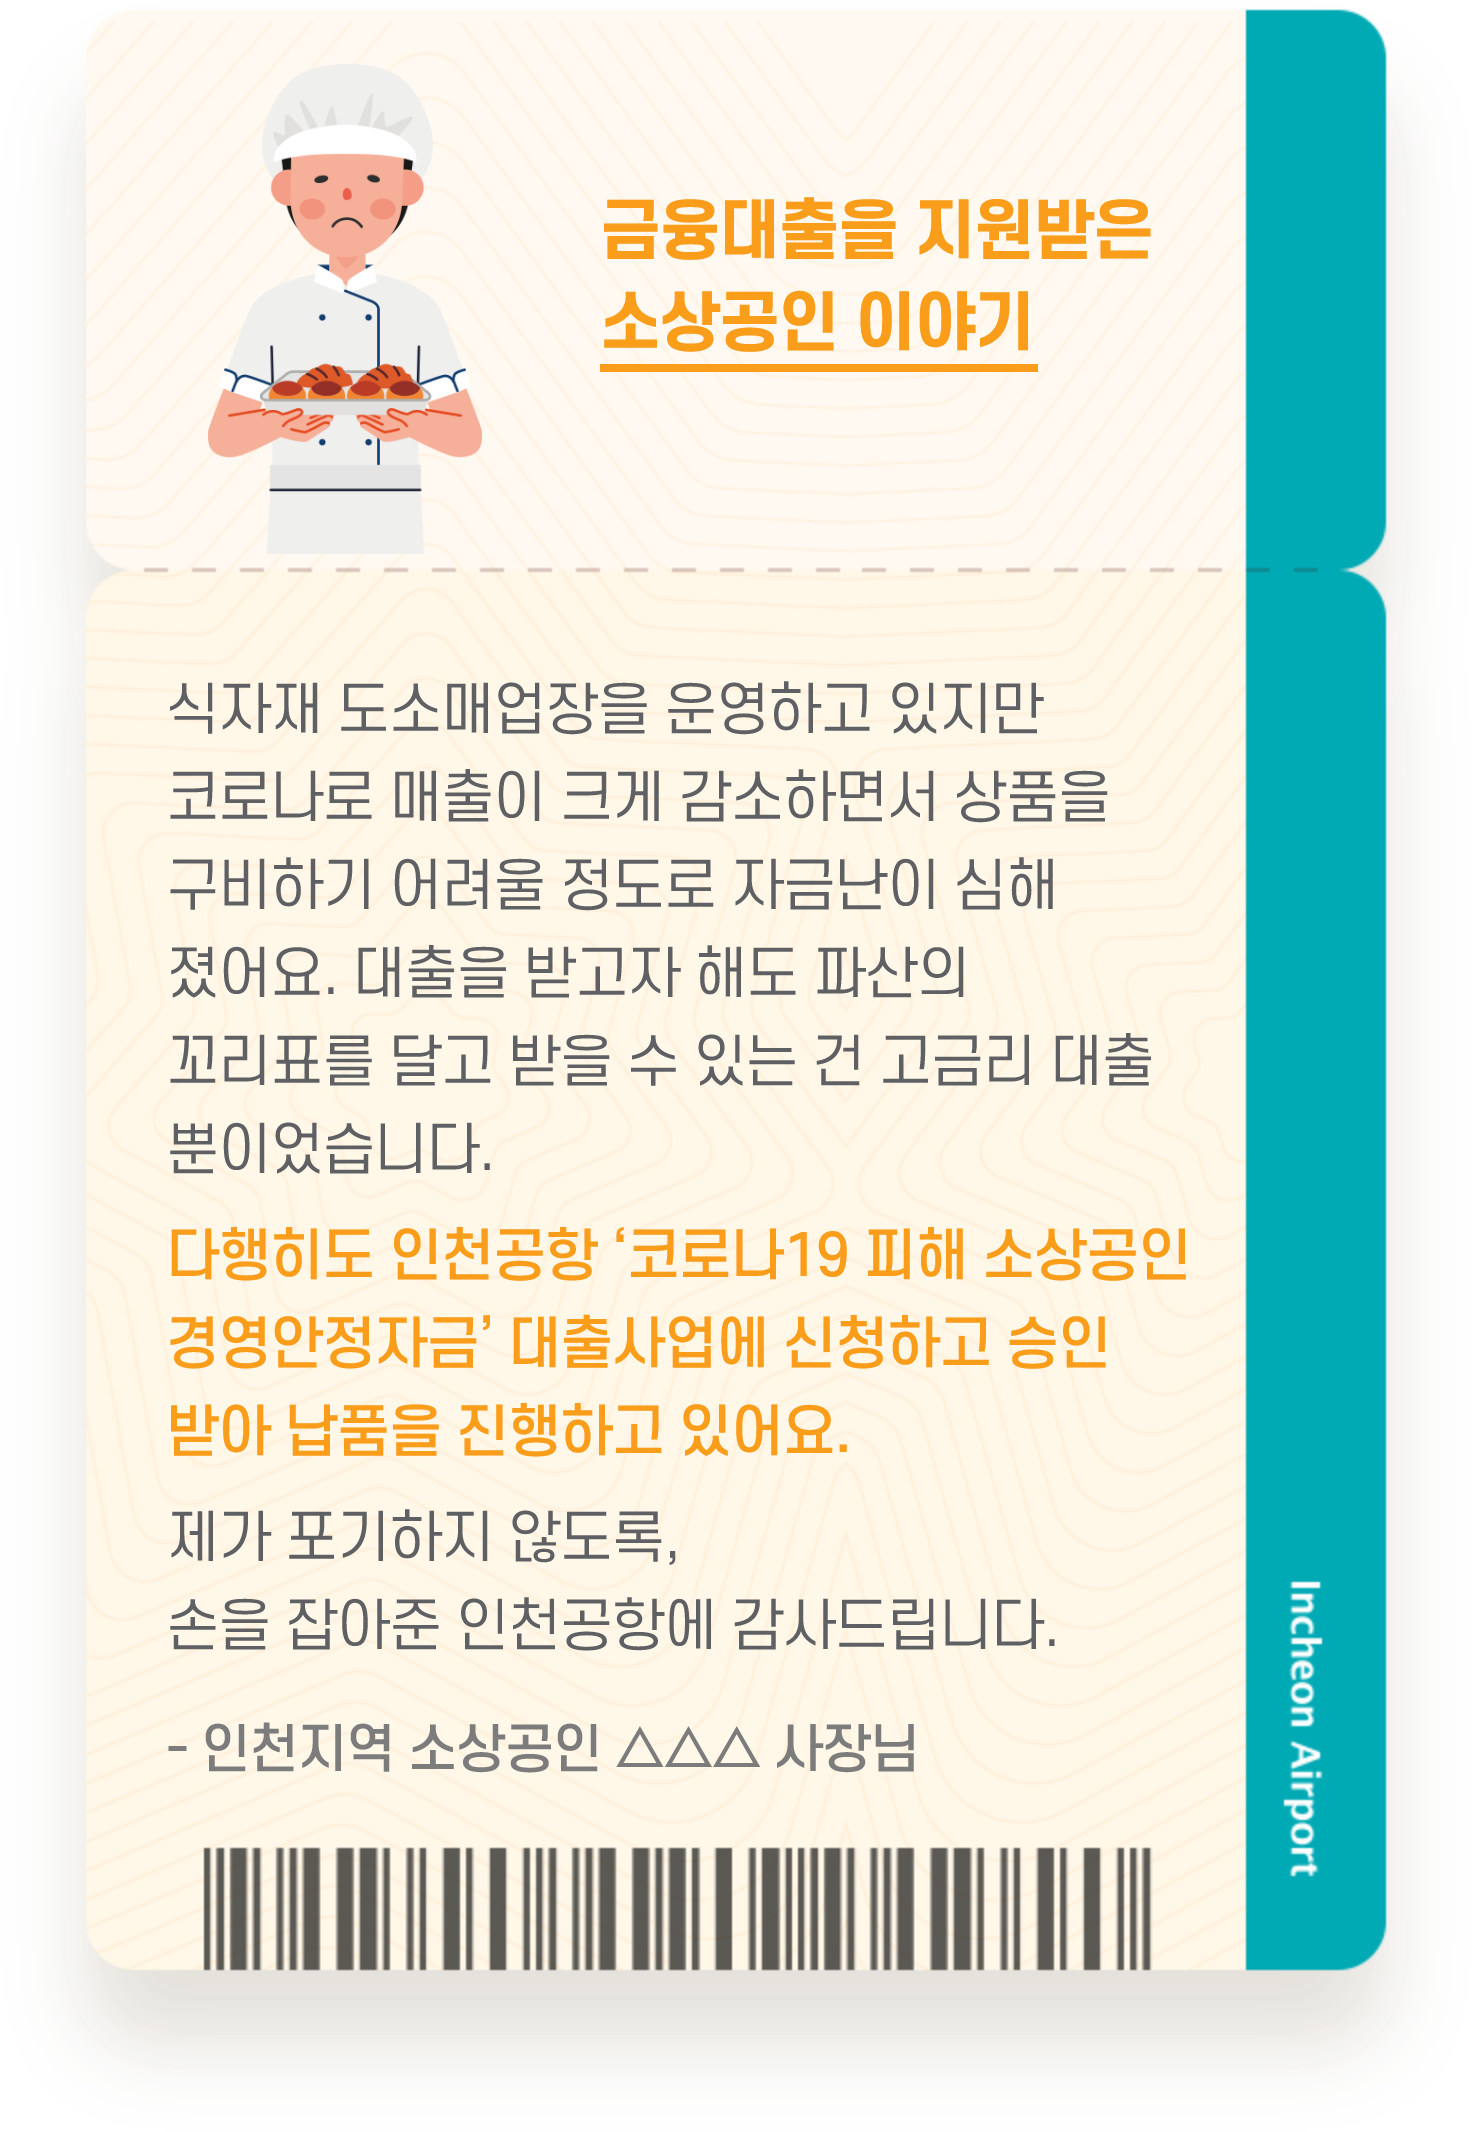 금융대출을 지원받은
소상공인 이야기
식자재 도소매업장을 운영하고 있지만
코로나로 매출이 크게 감소하면서 상품을
구비하기 어려울 정도로 자금난이 심해
졌어요. 대출을 받고자 해도 파산의
꼬리표를 달고 받을 수 있는 건 고금리 대출
뿐이었습니다.
다행히도 인천공항 ‘코로나19 피해 소상공인
경영안정자금’ 대출사업에 신청하고 승인
받아 납품을 진행하고 있어요.
제가 포기하지 않도록,
손을 잡아준 인천공항에 감사드립니다.
- 인천지역 소상공인 △△△ 사장님
Incheon Airport